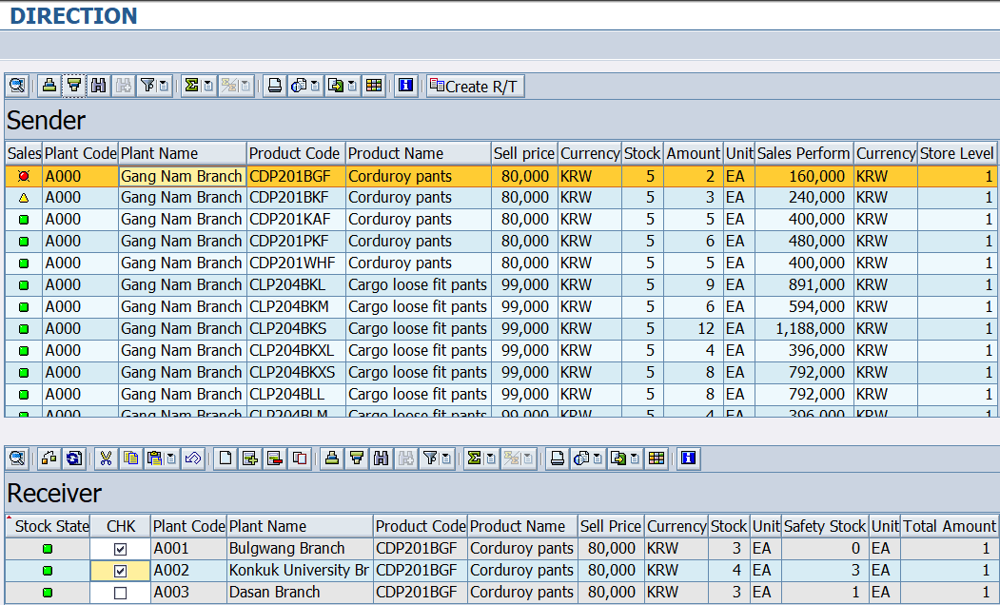 DIRECTION
Create R/T
Sender
Sales Plant Code Plant Name Product Code Product Name Sell price Currency Stock Amount Unit Sales Perform Currency Store Level
A000 Gang Nam Branch CDP201BGF Corduroy pants 80,000 KRW 5 2 EA 160,000 KRW 1
A000 Gang Nam Branch CDP201BKF Corduroy pants 80,000 KRW 5 3 EA 240,000 KRW 1
A000 Gang Nam Branch CDP201KAF Corduroy pants 80,000 KRW 5 5 EA 400,000 KRW 1
A000 Gang Nam Branch CDP201PKF Corduroy pants 80,000 KRW 5 6 EA 480,000 KRW 1
A000 Gang Nam Branch CDP201WHF Corduroy pants 80,000 KRW 5 5 EA 400,000 KRW 1
A000 Gang Nam Branch CLP204BKL Cargo loose fit pants 99,000 KRW 5 9 EA 891,000 KRW 1
A000 Gang Nam Branch CLP204BKM Cargo loose fit pants 99,000 KRW 5 6 EA 594,000 KRW 1
A000 Gang Nam Branch CLP204BKS Cargo loose fit pants 99,000 KRW 5 12 EA 1,188,000 KRW 1
A000 Gang Nam Branch CLP204BKXL Cargo loose fit pants 99,000 KRW 5 4 EA 396,000 KRW 1
A000 Gang Nam Branch CLP204BKXS Cargo loose fit pants 99,000 KRW 5 8 EA 792,000 KRW 1
A000 Gang Nam Branch CLP204BLL Cargo loose fit pants 99,000 KRW 5 8 EA 792,000 KRW 1
A000 Gang Nam Branch CLP204BLM Cargo loose fit pants 99,000 KRW 5 4 EA 396,000 KRW 1
Receiver
Stock State CHK Plant Code Plant Name Product Code Product Name Sell Price Currency Stock Unit Safety Stock Unit Total Amount
A001 Bulgwang Branch CDP201BGF Corduroy pants 80,000 KRW 3 EA 0 EA 1
A002 Konkuk University Br CDP201BGF Corduroy pants 80,000 KRW 4 EA 3 EA 1
A003 Dasan Branch CDP201BGF Corduroy pants 80,000 KRW 3 EA 1 EA 1